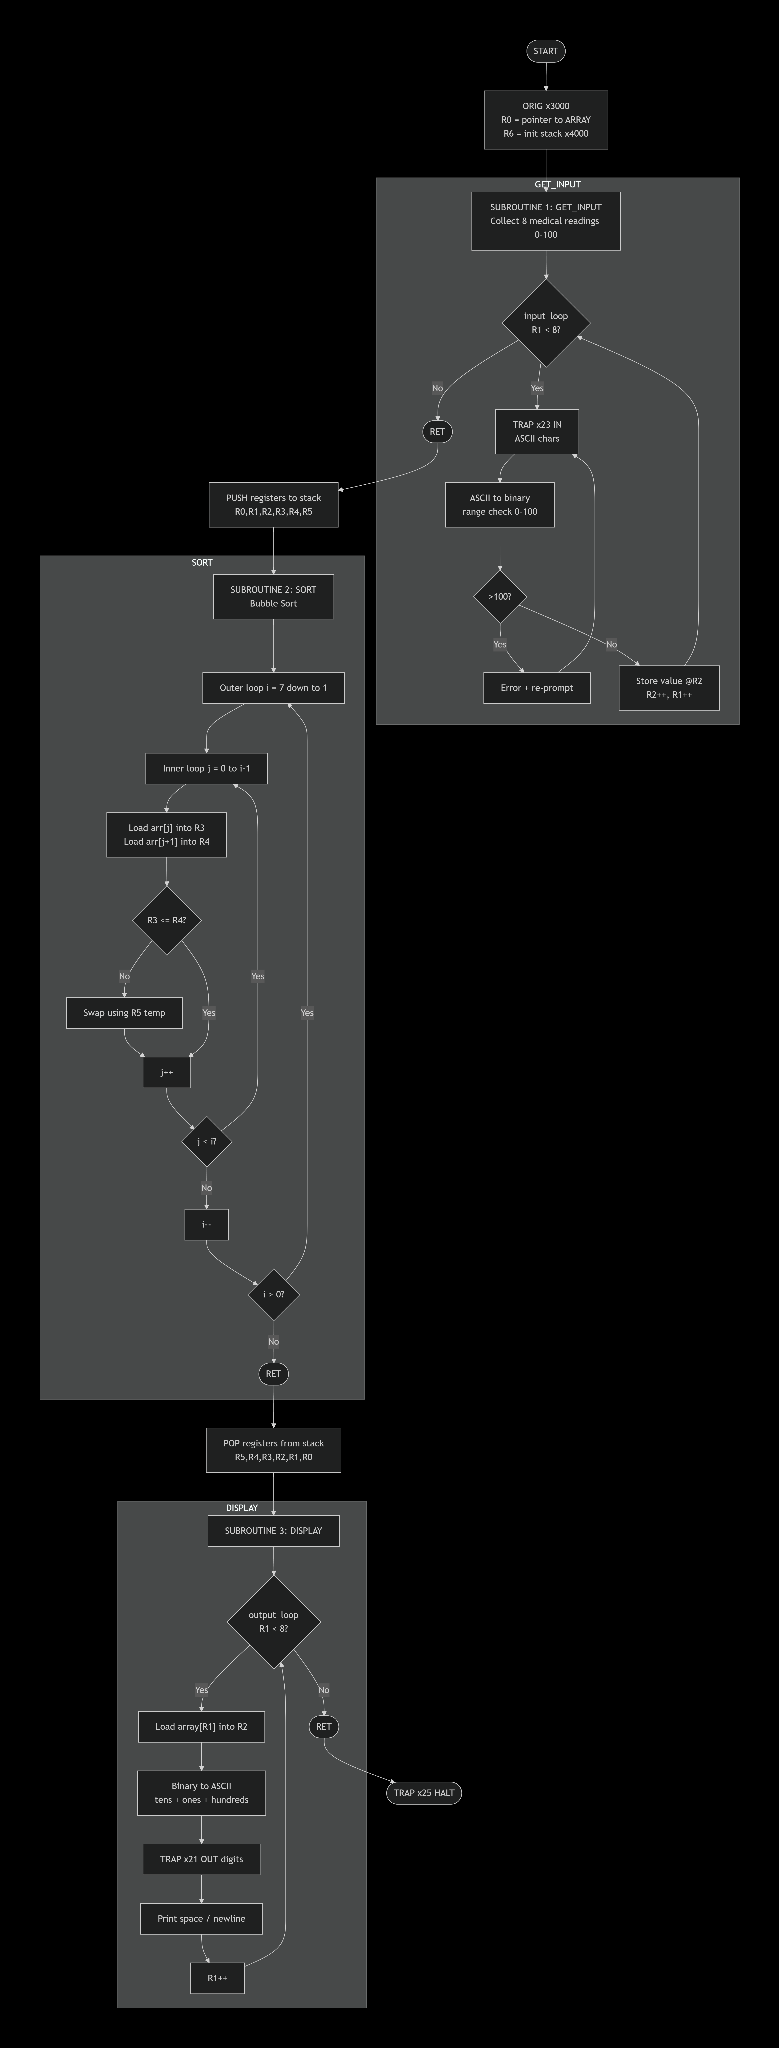 START
ORIG x3000
R0 = pointer to ARRAY
R6 = init stack x4000
GET_INPUT
SUBROUTINE 1: GET_INPUT
Collect 8 medical readings
0-100
input loop
R1 < 8?
No
Yes
RET
TRAP x23 IN
ASCII chars
PUSH registers to stack
R0,R1,R2,R3,R4,R5
ASCII to binary
range check 0-100
>100?
Yes
No
Error + re-prompt
Store value @R2
R2++, R1++
SORT
SUBROUTINE 2: SORT
Bubble Sort
Outer loop i = 7 down to 1
Inner loop j = 0 to i-1
Load arr[j] into R3
Load arr[j+1] into R4
R3 <= R4?
No
Yes
Yes
Yes
Swap using R5 temp
j++
j < i?
No
i--
i > 0?
No
RET
POP registers from stack
R5,R4,R3,R2,R1,R0
DISPLAY
SUBROUTINE 3: DISPLAY
output loop
R1 < 8?
Yes
No
Load array[R1] into R2
RET
Binary to ASCII
tens + ones + hundreds
TRAP x25 HALT
TRAP x21 OUT digits
Print space / newline
R1++